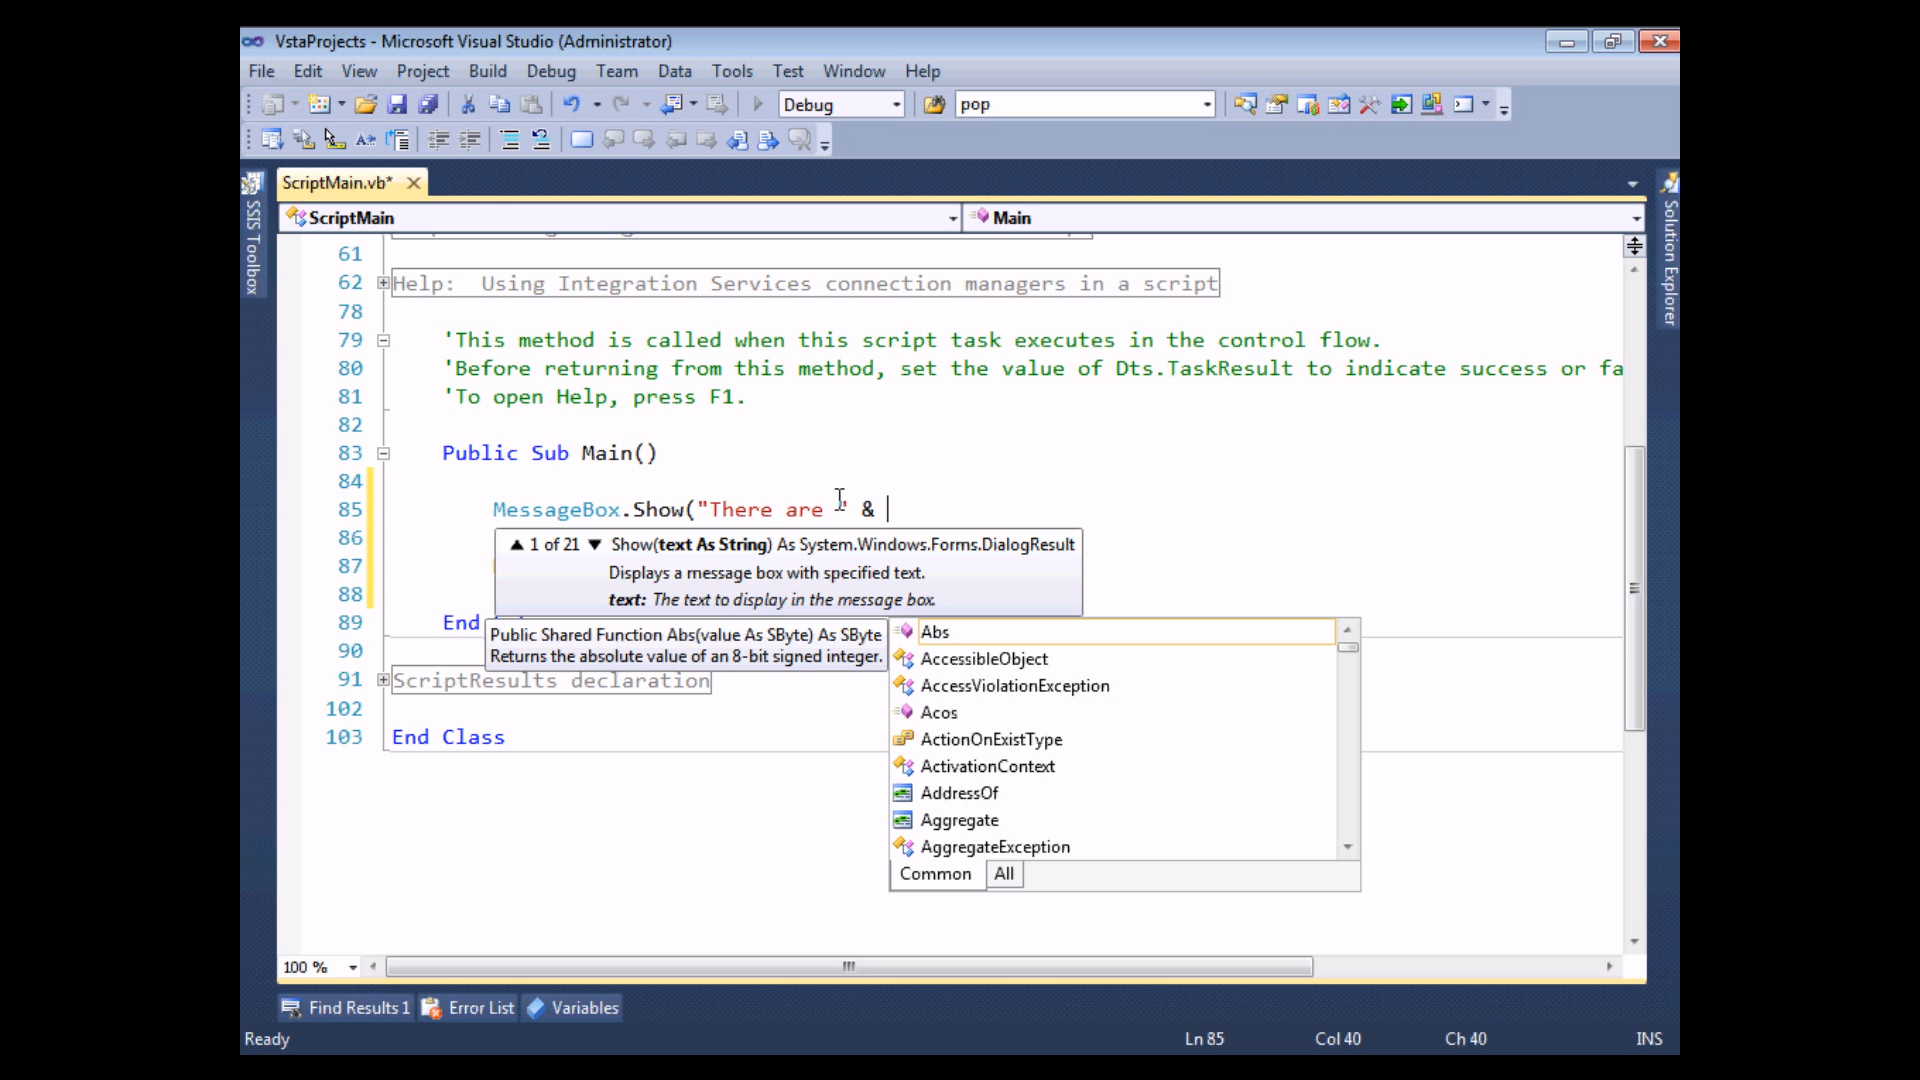 VstaProjects - Microsoft Visual Studio (Administrator)
File Edit View Project Build Debug Team Data Tools Test Window Help
Debug pop
ScriptMain.vb*
SSIS Toolbox
Solution Explorer
ScriptMain Main
61
62 Help:  Using Integration Services connection managers in a script
78
79 'This method is called when this script task executes in the control flow.
80 'Before returning from this method, set the value of Dts.TaskResult to indicate success or fa
81 'To open Help, press F1.
82
83 Public Sub Main()
84
85 MessageBox.Show("There are " &
86
87
88
89 End
90
91 ScriptResults declaration
102
103 End Class
1 of 21 Show(text As String) As System.Windows.Forms.DialogResult
Displays a message box with specified text.
text: The text to display in the message box.
Public Shared Function Abs(value As SByte) As SByte
Returns the absolute value of an 8-bit signed integer.
Abs
AccessibleObject
AccessViolationException
Acos
ActionOnExistType
ActivationContext
AddressOf
Aggregate
AggregateException
Common All
100 %
Find Results 1 Error List Variables
Ready Ln 85 Col 40 Ch 40 INS